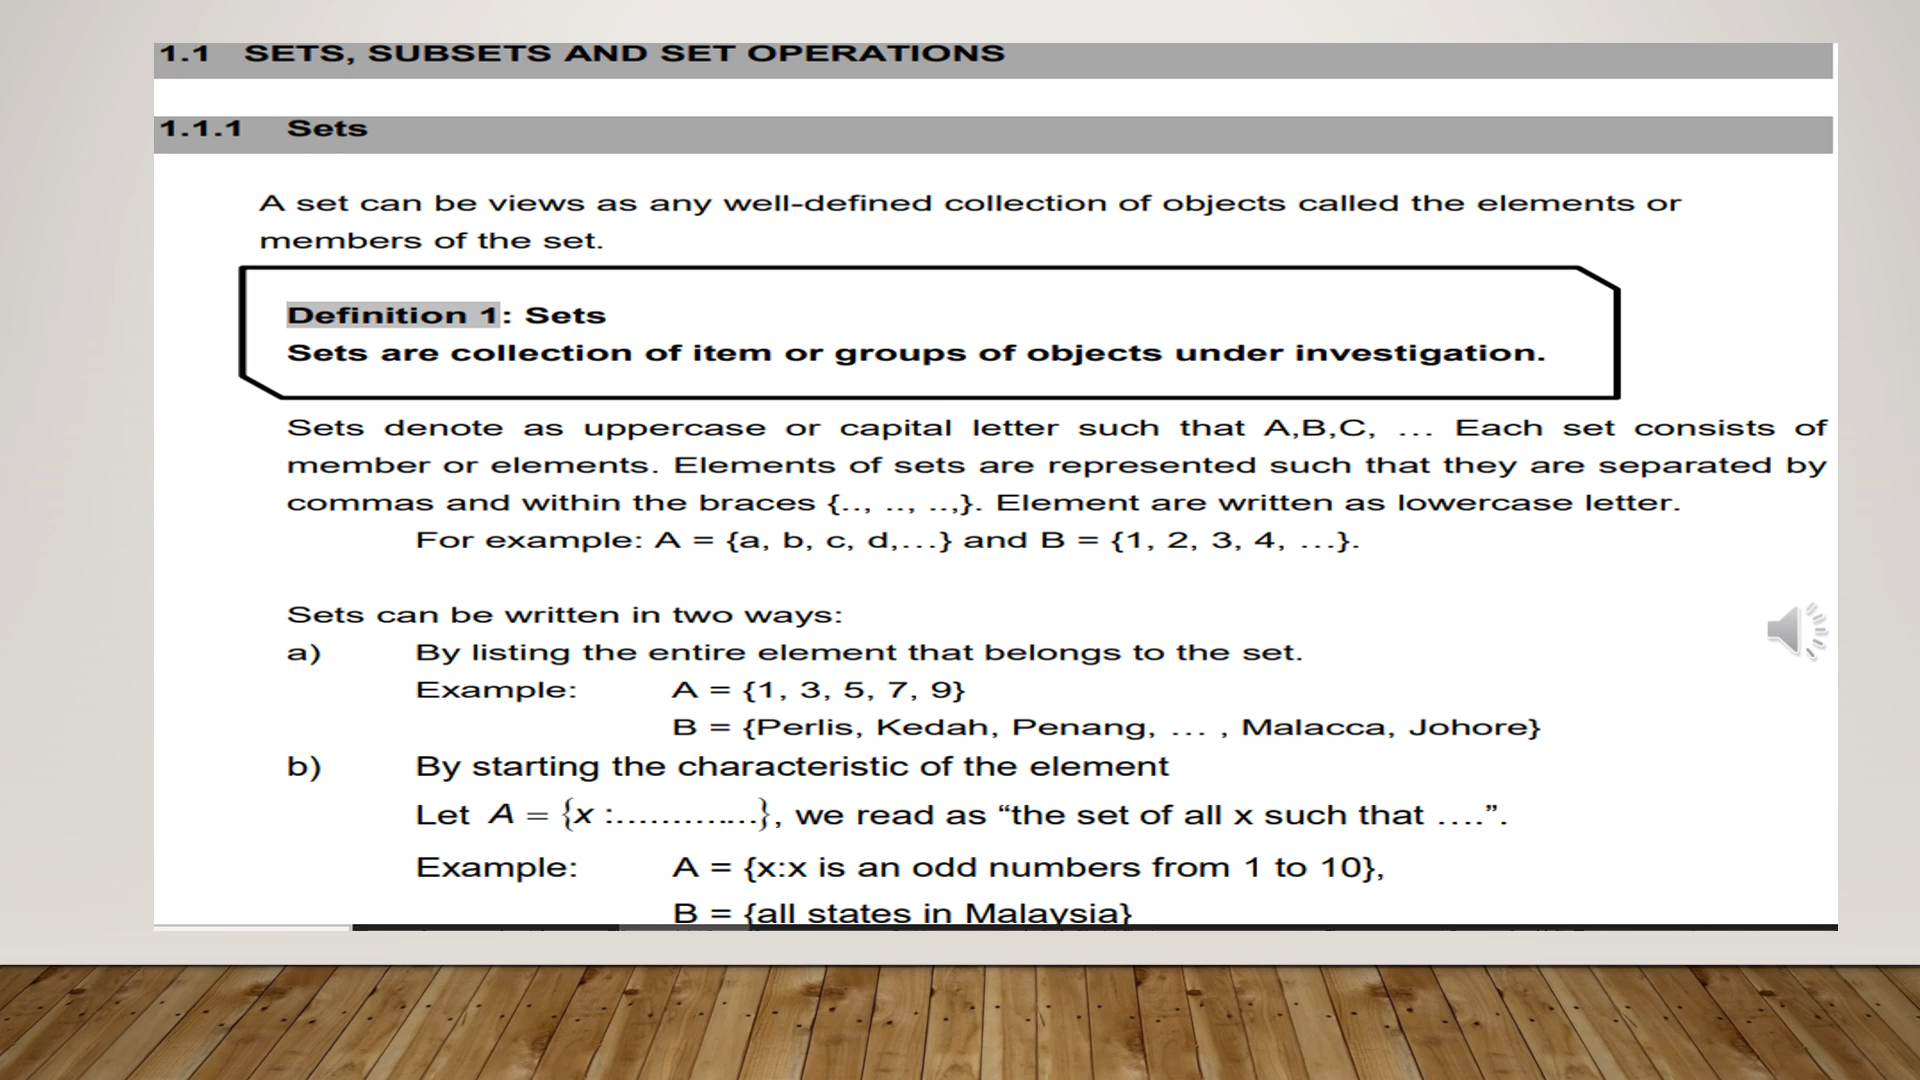 1.1 SETS, SUBSETS AND SET OPERATIONS
1.1.1 Sets
A set can be views as any well-defined collection of objects called the elements or
members of the set.
Definition 1: Sets
Sets are collection of item or groups of objects under investigation.
Sets denote as uppercase or capital letter such that A,B,C, … Each set consists of
member or elements. Elements of sets are represented such that they are separated by
commas and within the braces {.., .., ..,}. Element are written as lowercase letter.
For example: A = {a, b, c, d,…} and B = {1, 2, 3, 4, …}.
Sets can be written in two ways:
a) By listing the entire element that belongs to the set.
Example: A = {1, 3, 5, 7, 9}
B = {Perlis, Kedah, Penang, … , Malacca, Johore}
b) By starting the characteristic of the element
Let A = {x :.............}, we read as “the set of all x such that ….”.
Example: A = {x:x is an odd numbers from 1 to 10},
B = {all states in Malaysia}